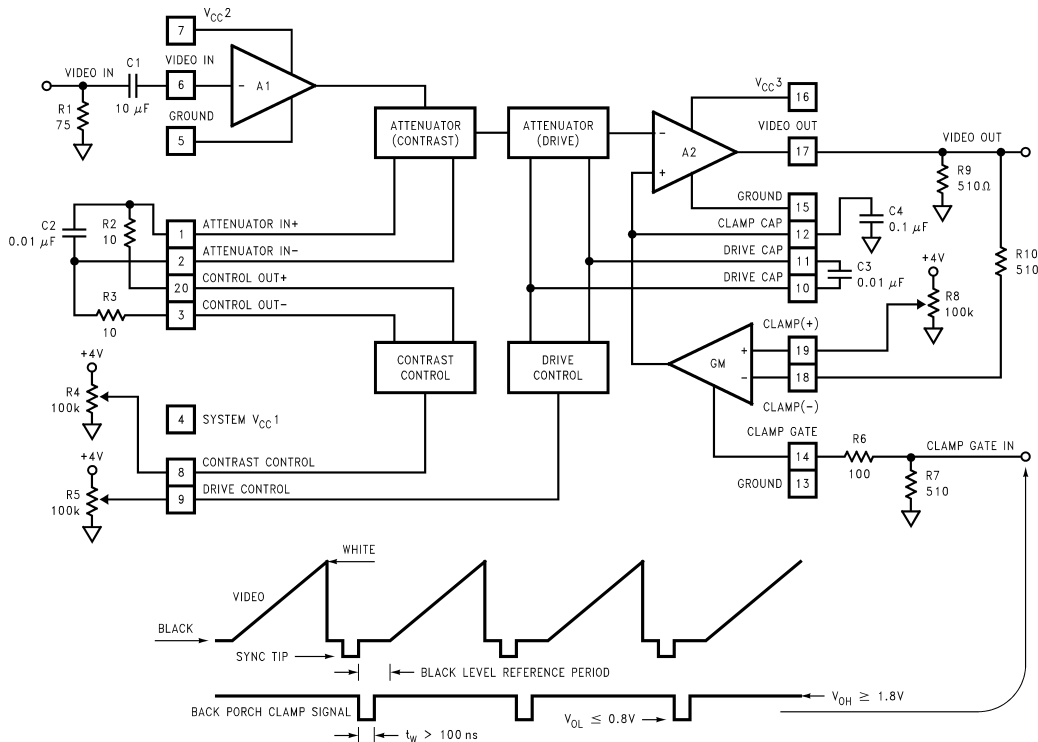 V_CC2
7
VIDEO IN
C1
VIDEO IN
6
A1
-
R1
75
10 µF
GROUND
5
ATTENUATOR
(CONTRAST)
ATTENUATOR
(DRIVE)
-
A2
+
V_CC3
16
VIDEO OUT
17
VIDEO OUT
R9
510Ω
GROUND
15
CLAMP CAP
12
C4
0.1 µF
DRIVE CAP
11
DRIVE CAP
10
C3
0.01 µF
R10
510
C2
0.01 µF
R2
10
1
ATTENUATOR IN+
2
ATTENUATOR IN-
20
CONTROL OUT+
3
CONTROL OUT-
R3
10
+4V
R8
100k
CLAMP(+)
19
GM
+
-
18
CLAMP(-)
CONTRAST
CONTROL
DRIVE
CONTROL
+4V
R4
100k
4
SYSTEM V_CC1
+4V
R5
100k
8
CONTRAST CONTROL
9
DRIVE CONTROL
CLAMP GATE
14
R6
100
CLAMP GATE IN
GROUND
13
R7
510
WHITE
VIDEO
BLACK
SYNC TIP
BLACK LEVEL REFERENCE PERIOD
BACK PORCH CLAMP SIGNAL
V_OH ≥ 1.8V
V_OL ≤ 0.8V
t_W > 100 ns